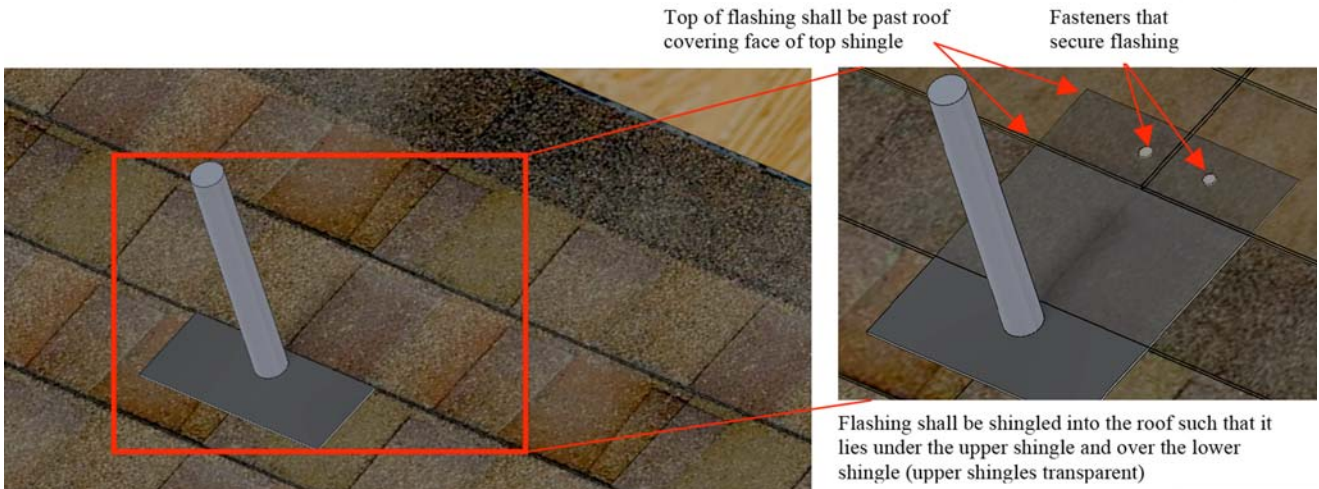 Top of flashing shall be past roof
covering face of top shingle
Fasteners that
secure flashing
Flashing shall be shingled into the roof such that it
lies under the upper shingle and over the lower
shingle (upper shingles transparent)